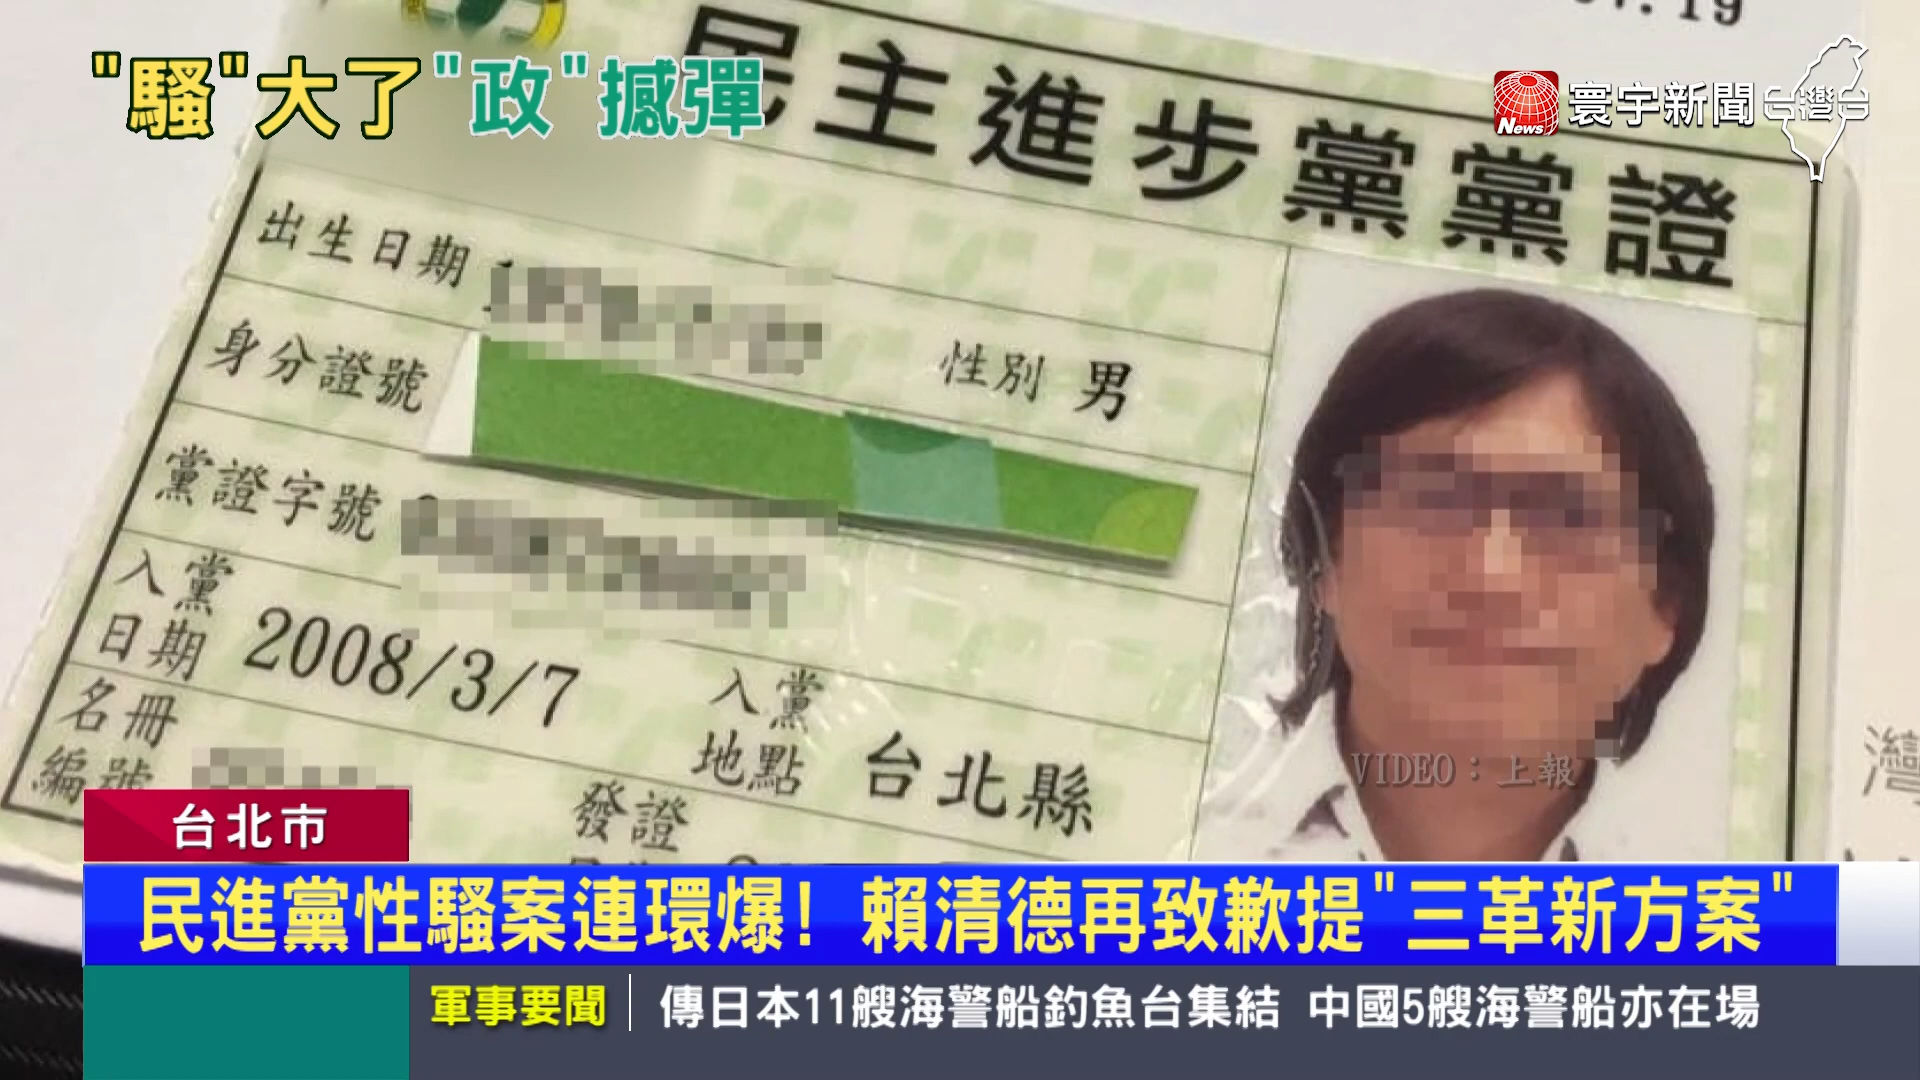 "騷"大了"政"撼彈
News 寰宇新聞 台灣台
民主進步黨黨證
出生日期
性別 男
身分證號
黨證字號
入黨日期 2008/3/7
入黨地點 台北縣
名冊編號
發證
VIDEO：上報
台北市
民進黨性騷案連環爆! 賴清德再致歉提"三革新方案"
軍事要聞 傳日本11艘海警船釣魚台集結 中國5艘海警船亦在場